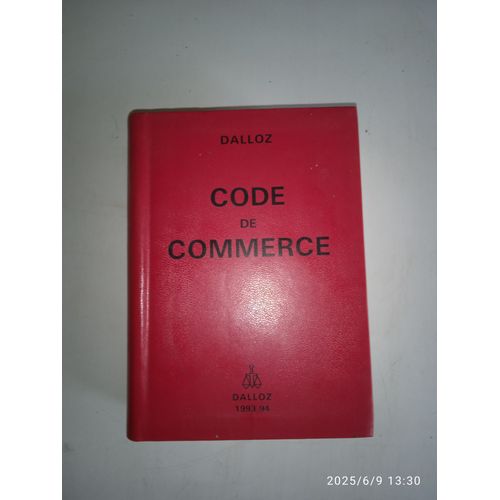 DALLOZ
CODE
DE
COMMERCE
DALLOZ
1993-94
2025/6/9 13:30